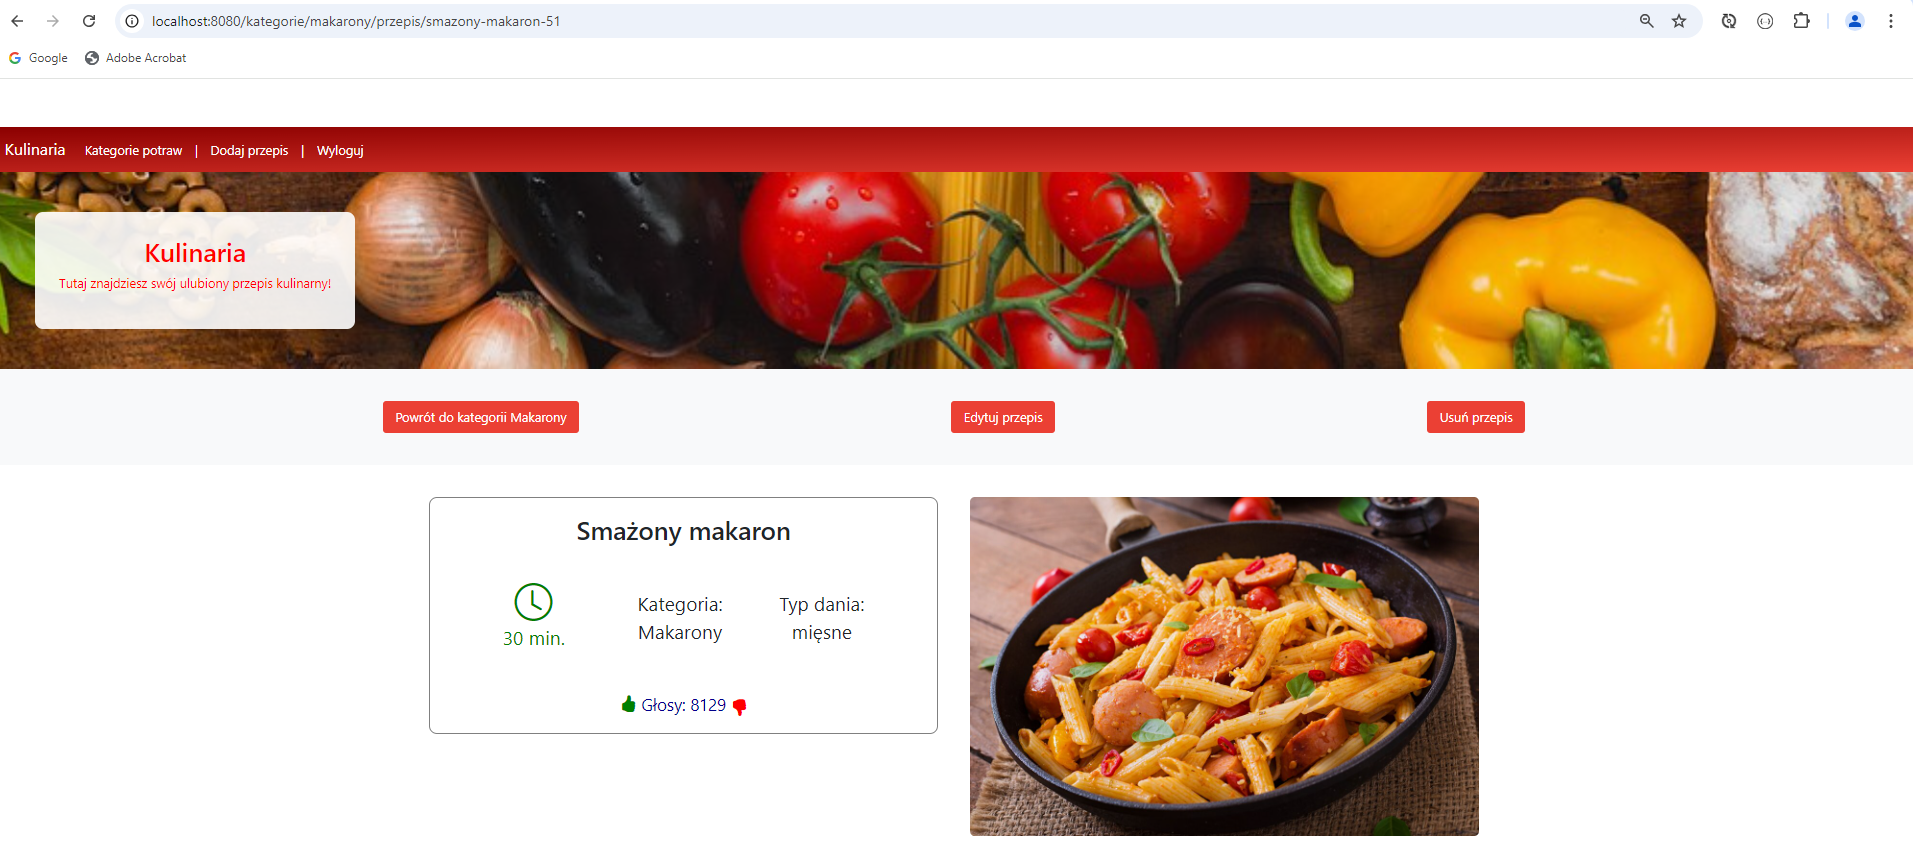 localhost:8080/kategorie/makarony/przepis/smazony-makaron-51
Google Adobe Acrobat
Kulinaria Kategorie potraw | Dodaj przepis | Wyloguj
Kulinaria
Tutaj znajdziesz swój ulubiony przepis kulinarny!
Powrót do kategorii Makarony Edytuj przepis Usuń przepis
Smażony makaron
30 min.
Kategoria:
Makarony
Typ dania:
mięsne
Głosy: 8129